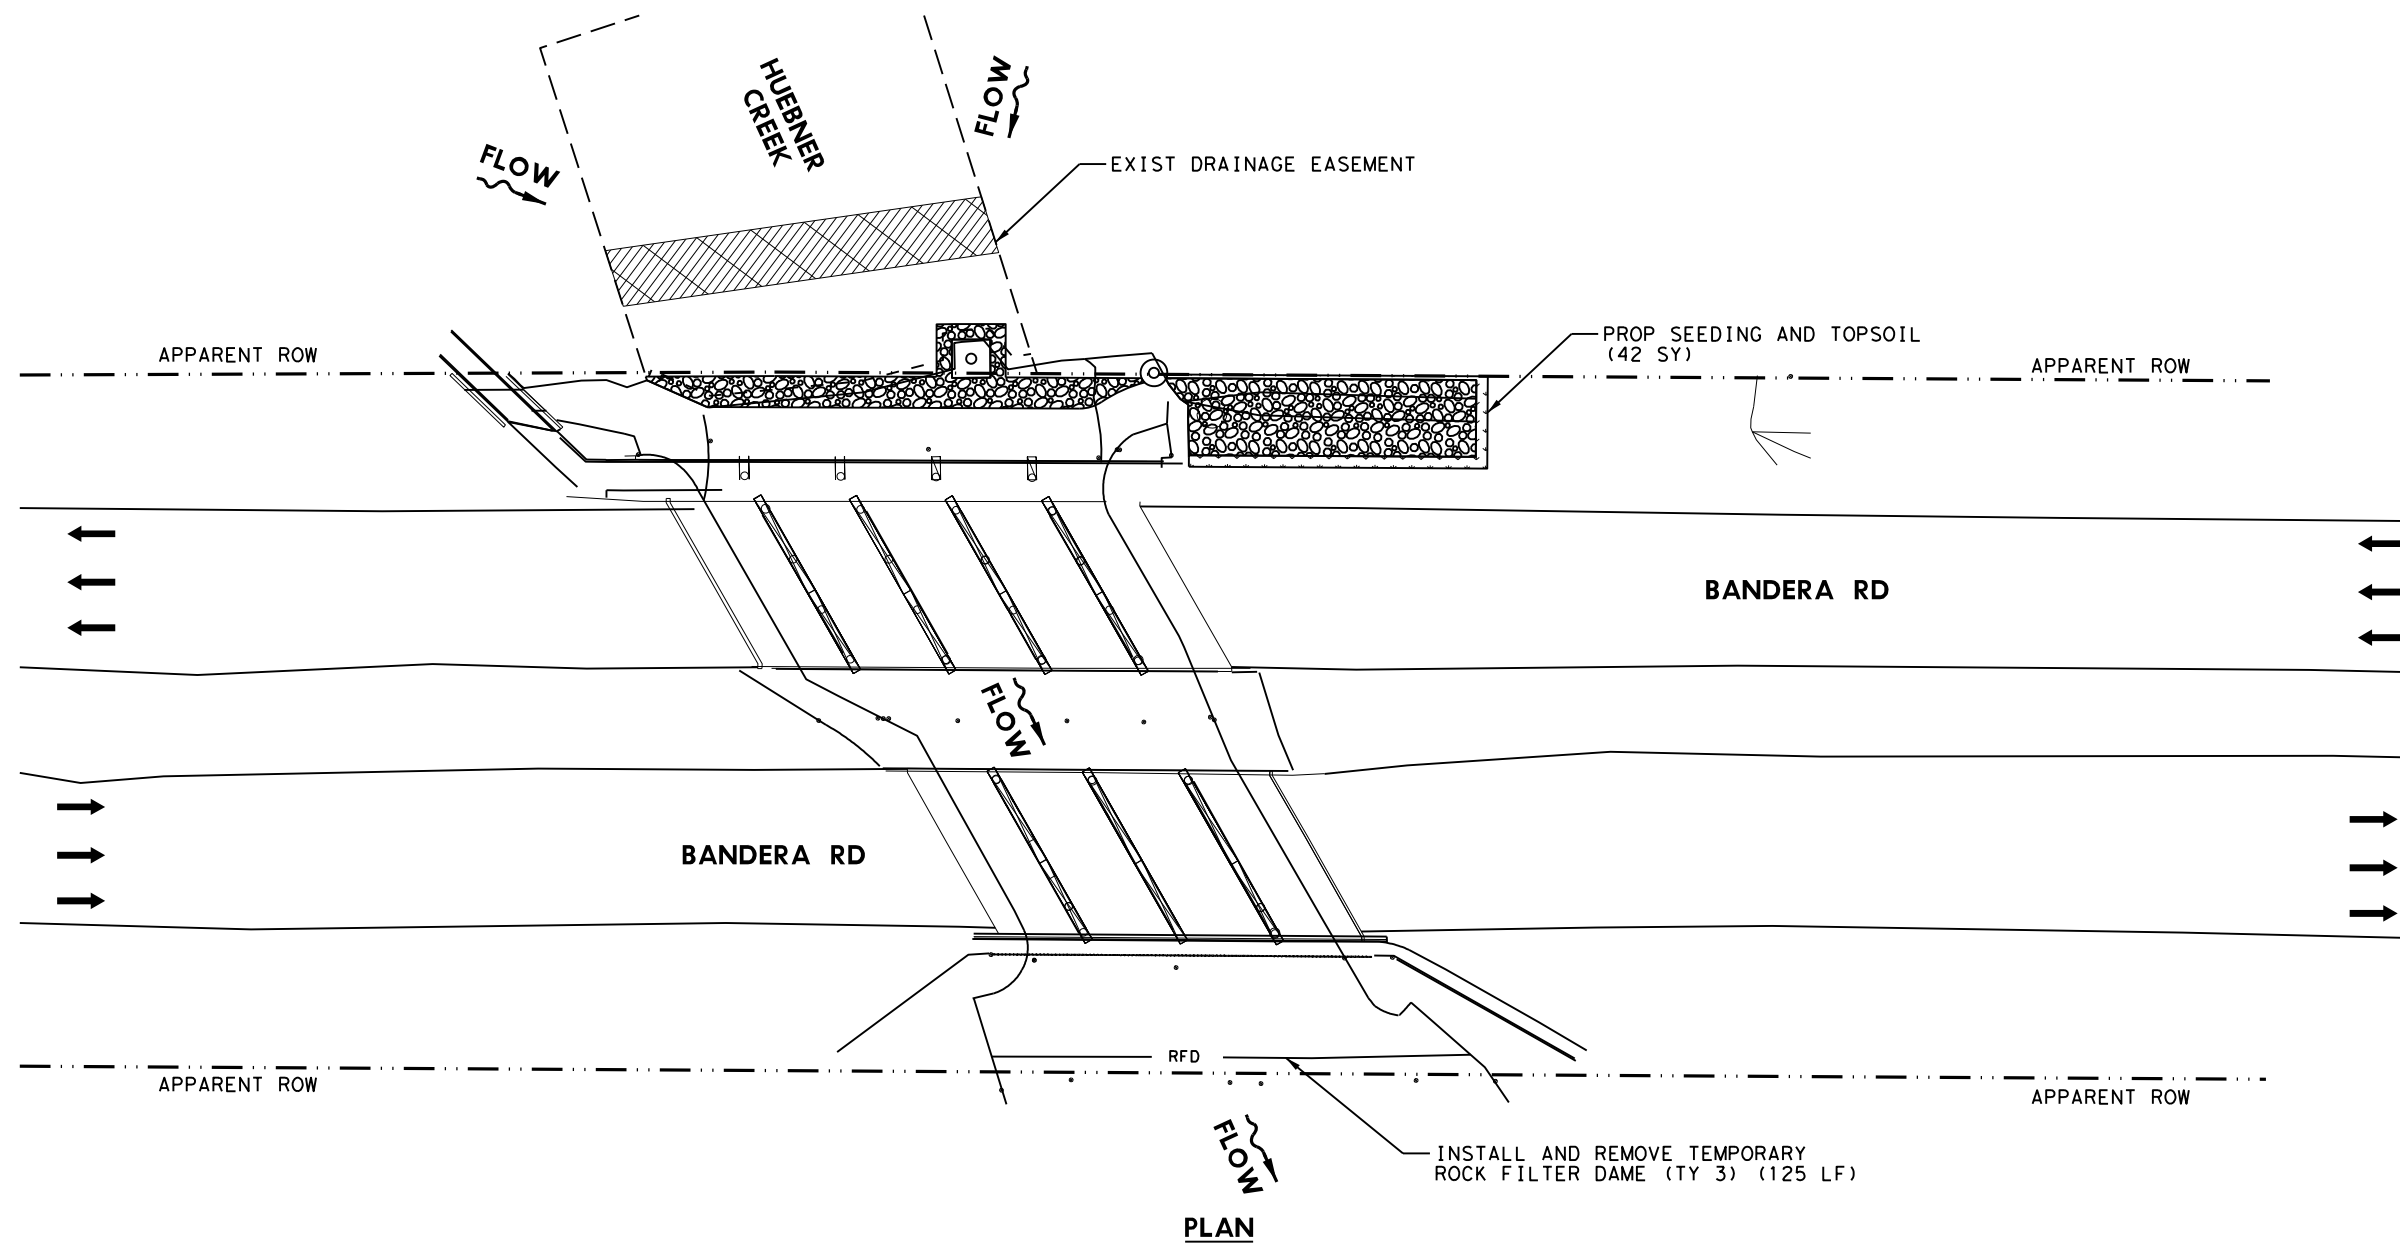 HUEBNER
CREEK
FLOW
FLOW
EXIST DRAINAGE EASEMENT
PROP SEEDING AND TOPSOIL
(42 SY)
APPARENT ROW
APPARENT ROW
BANDERA RD
FLOW
BANDERA RD
RFD
APPARENT ROW
APPARENT ROW
INSTALL AND REMOVE TEMPORARY
ROCK FILTER DAME (TY 3) (125 LF)
FLOW
PLAN